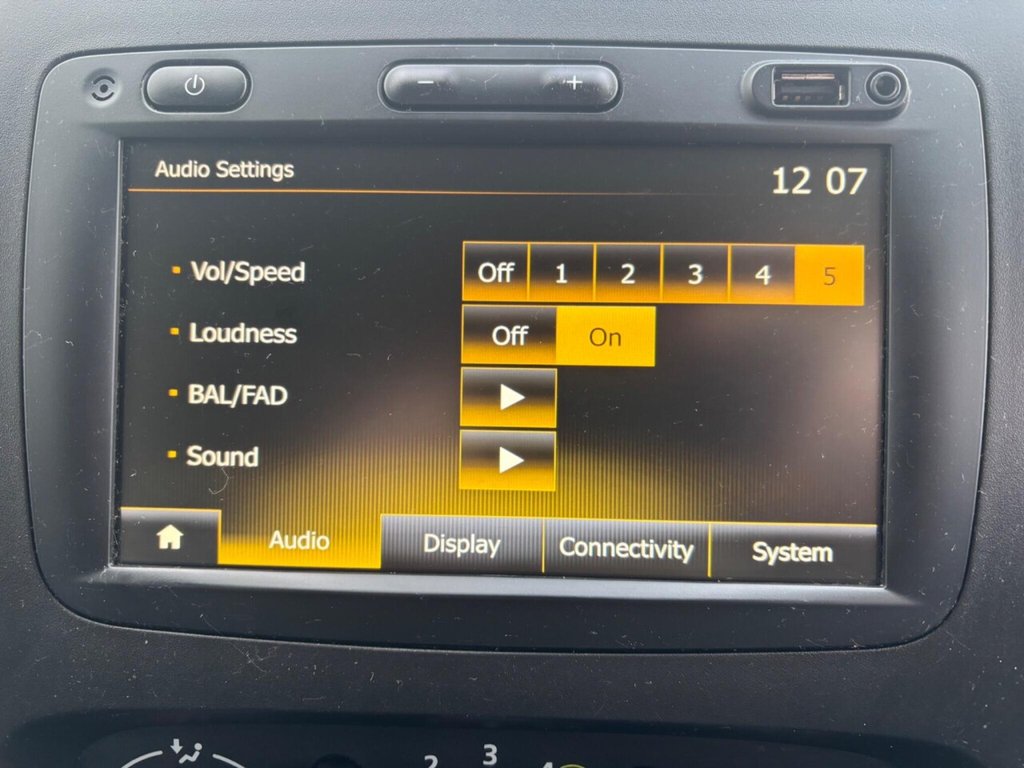 − +
Audio Settings 12 07
Vol/Speed Off 1 2 3 4 5
Loudness Off On
BAL/FAD
Sound
Audio Display Connectivity System
2 3 4